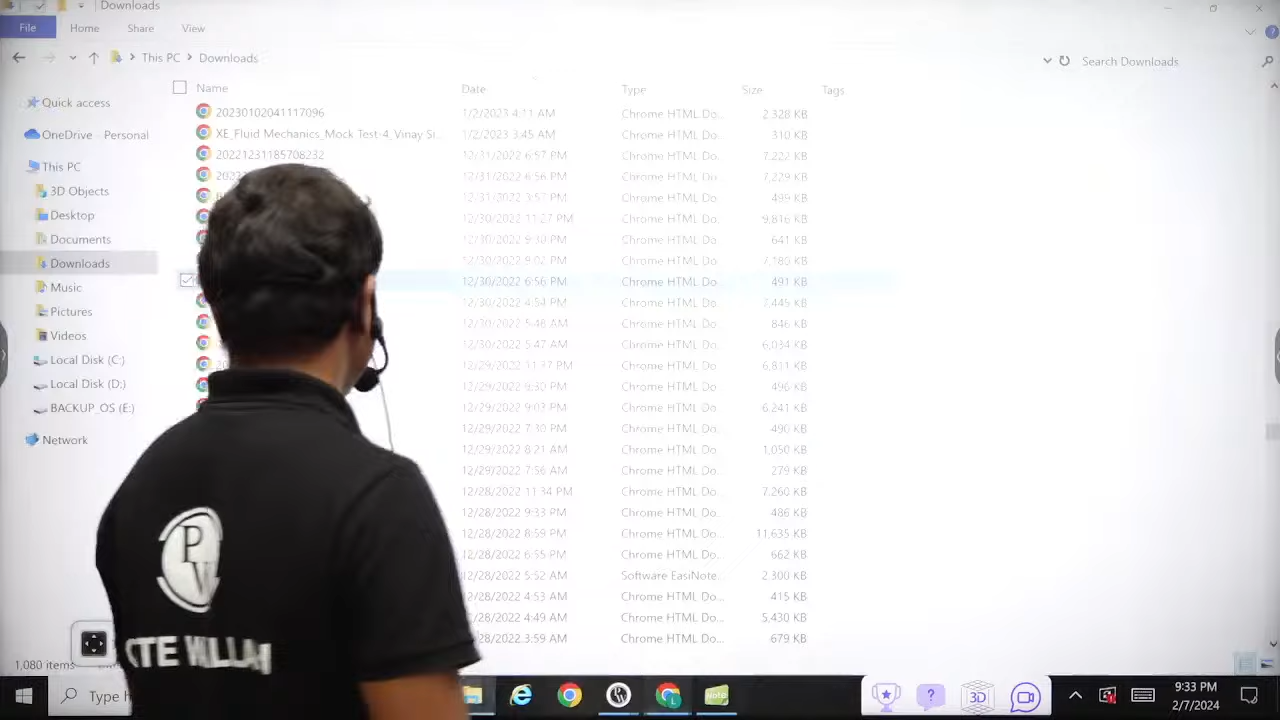 Downloads
File Home Share View
This PC Downloads
Search Downloads
Name Date Type Size Tags
Quick access
OneDrive - Personal
This PC
3D Objects
Desktop
Documents
Downloads
Music
Pictures
Videos
Local Disk (C:)
Local Disk (D:)
BACKUP_OS (E:)
Network
20230102041117096 1/2/2023 4:11 AM Chrome HTML Do... 2,328 KB
XE_Fluid Mechanics_Mock Test-4_Vinay Si... 1/2/2023 3:45 AM Chrome HTML Do... 310 KB
20221231185708232 12/31/2022 6:57 PM Chrome HTML Do... 7,222 KB
12/31/2022 6:56 PM Chrome HTML Do... 7,229 KB
12/31/2022 3:57 PM Chrome HTML Do 499 KB
12/30/2022 11:27 PM Chrome HTML Do... 9,816 KB
12/30/2022 9:30 PM Chrome HTML Do 641 KB
12/30/2022 9:02 PM Chrome HTML Do... 7,180 KB
12/30/2022 6:56 PM Chrome HTML Do... 491 KB
12/30/2022 4:54 PM Chrome HTML Do 7,445 KB
12/30/2022 5:48 AM Chrome HTML Do 846 KB
12/30/2022 5:47 AM Chrome HTML Do... 6,034 KB
12/29/2022 11:37 PM Chrome HTML Do... 6,811 KB
12/29/2022 9:30 PM Chrome HTML Do 496 KB
12/29/2022 9:03 PM Chrome HTML Do 6,241 KB
12/29/2022 7:30 PM Chrome HTML Do 490 KB
12/29/2022 8:21 AM Chrome HTML Do... 1,050 KB
12/29/2022 7:56 AM Chrome HTML Do 279 KB
12/28/2022 11:34 PM Chrome HTML Do... 7,260 KB
12/28/2022 9:33 PM Chrome HTML Do.. 486 KB
12/28/2022 8:59 PM Chrome HTML Do... 11,635 KB
12/28/2022 6:55 PM Chrome HTML Do.. 662 KB
12/28/2022 5:52 AM Software EasiNote... 2,300 KB
12/28/2022 4:53 AM Chrome HTML Do... 415 KB
/28/2022 4:49 AM Chrome HTML Do... 5,430 KB
28/2022 3:59 AM Chrome HTML Do... 679 KB
PW
TE WALLAH
1,080 items
Type
Note
3D
9:33 PM
2/7/2024